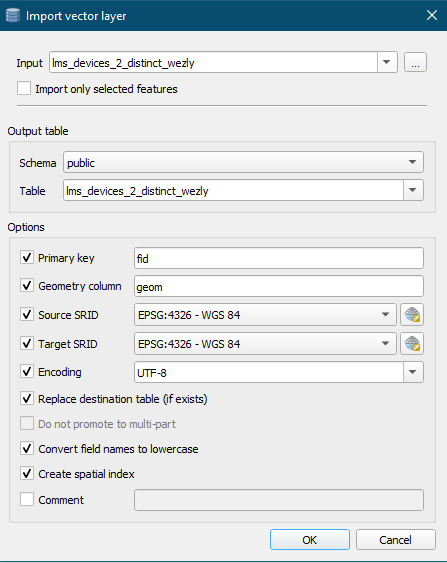 Import vector layer
Input lms_devices_2_distinct_wezly ...
Import only selected features
Output table
Schema public
Table lms_devices_2_distinct_wezly
Options
Primary key fid
Geometry column geom
Source SRID EPSG:4326 - WGS 84
Target SRID EPSG:4326 - WGS 84
Encoding UTF-8
Replace destination table (if exists)
Do not promote to multi-part
Convert field names to lowercase
Create spatial index
Comment
OK Cancel